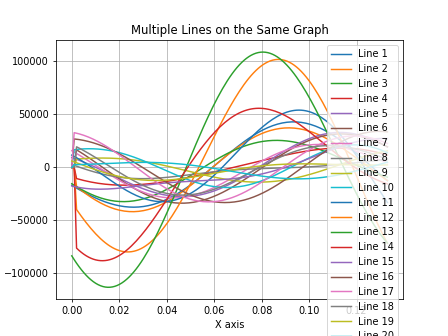 Multiple Lines on the Same Graph
100000
50000
0
−50000
−100000
0.00
0.02
0.04
0.06
0.08
0.10
X axis
Line 1
Line 2
Line 3
Line 4
Line 5
Line 6
Line 7
Line 8
Line 9
Line 10
Line 11
Line 12
Line 13
Line 14
Line 15
Line 16
Line 17
Line 18
Line 19
Line 20